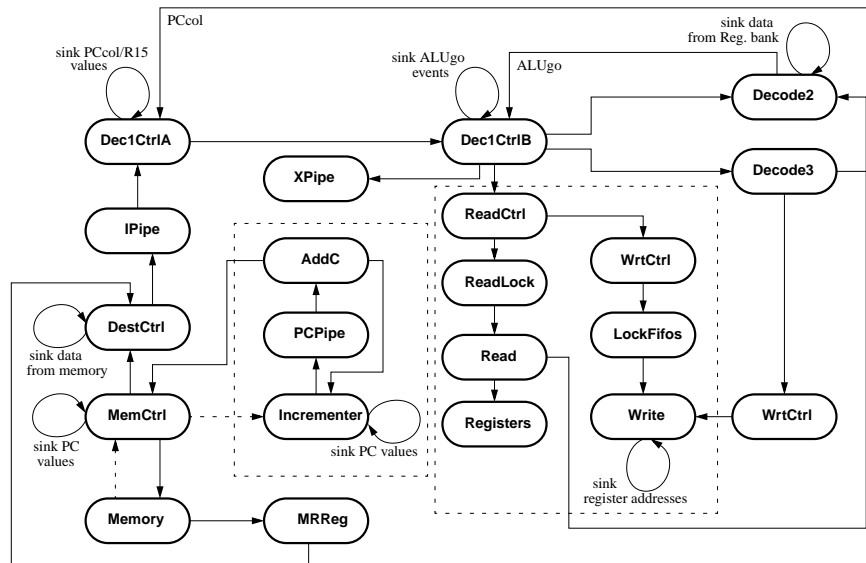 PCcol
sink data
from Reg. bank
sink PCcol/R15
values
sink ALUgo
events
ALUgo
Decode2
Dec1CtrlA
Dec1CtrlB
XPipe
Decode3
IPipe
ReadCtrl
AddC
WrtCtrl
ReadLock
DestCtrl
PCPipe
LockFifos
Read
sink data
from memory
MemCtrl
Incrementer
Registers
Write
WrtCtrl
sink PC
values
sink PC values
sink
register addresses
Memory
MRReg